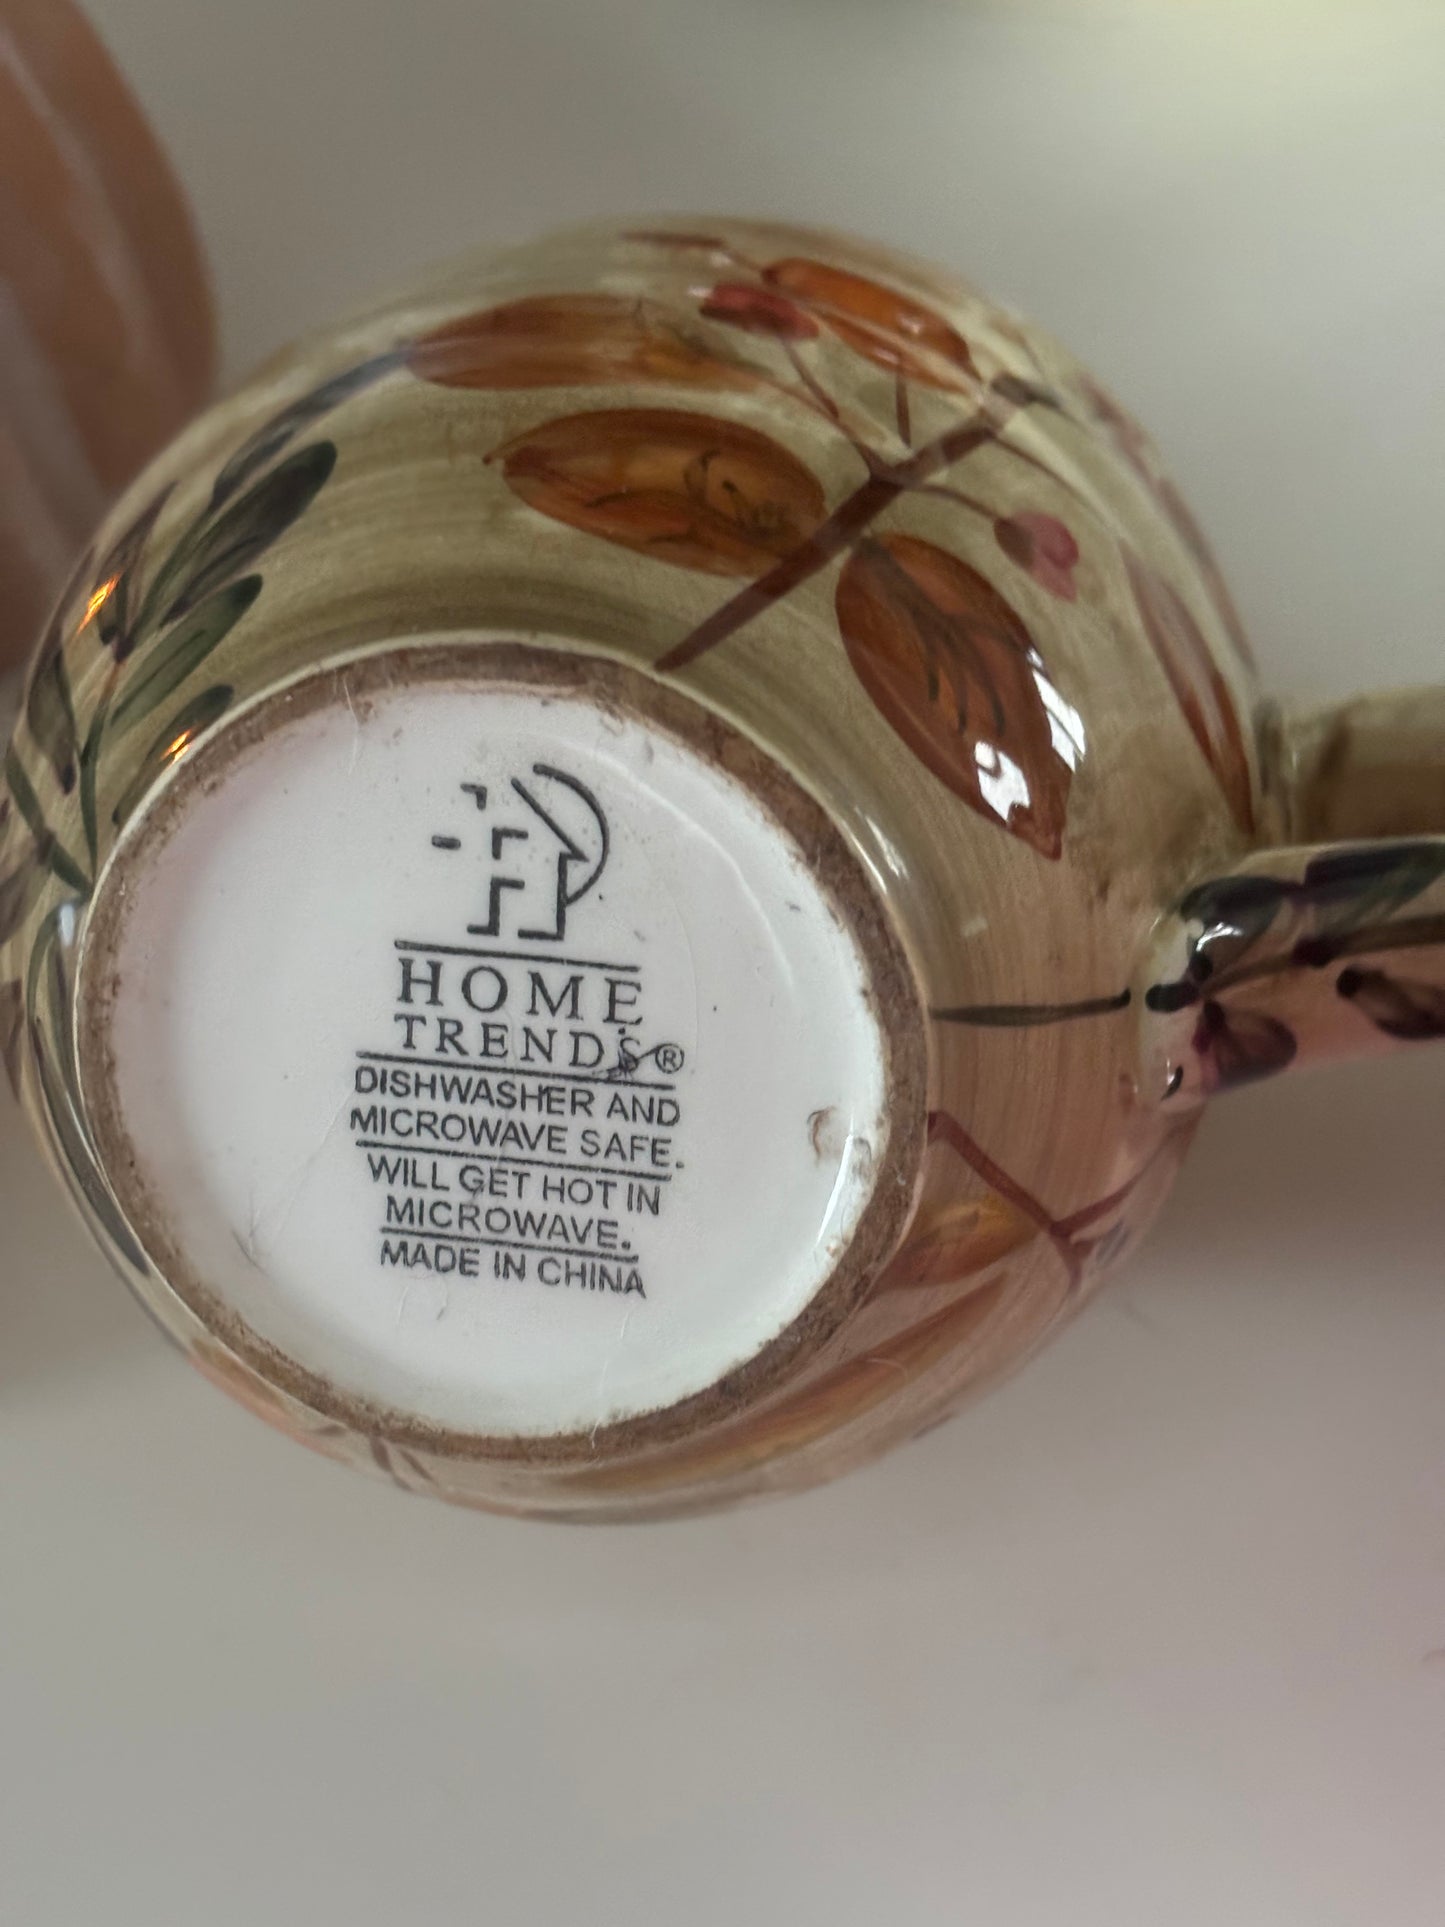 HOME
TRENDS®
DISHWASHER AND
MICROWAVE SAFE.
WILL GET HOT IN
MICROWAVE.
MADE IN CHINA